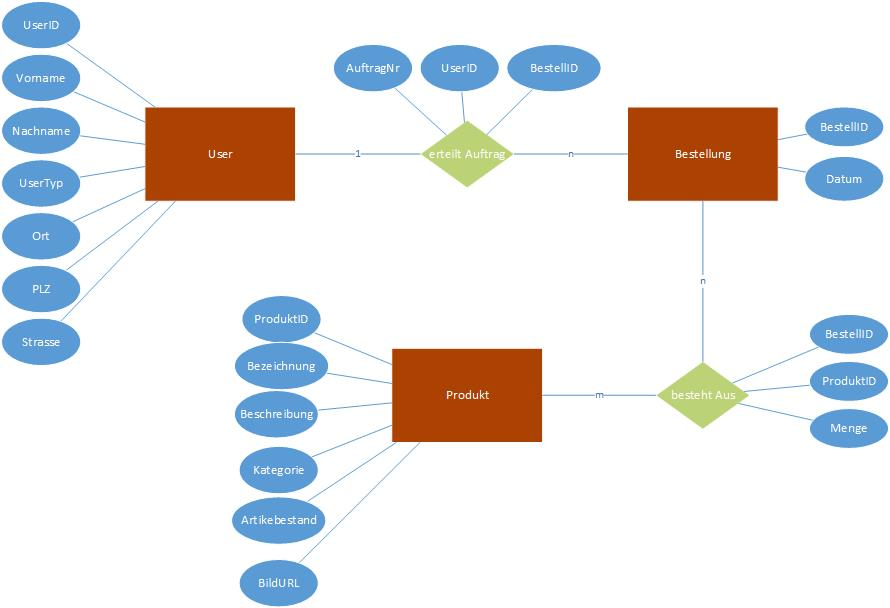 UserID
Vorname
Nachname
UserTyp
Ort
PLZ
Strasse
User
1
AuftragNr
UserID
BestellID
erteilt Auftrag
n
Bestellung
BestellID
Datum
n
ProduktID
Bezeichnung
Beschreibung
Kategorie
Artikebestand
BildURL
Produkt
m
besteht Aus
BestellID
ProduktID
Menge